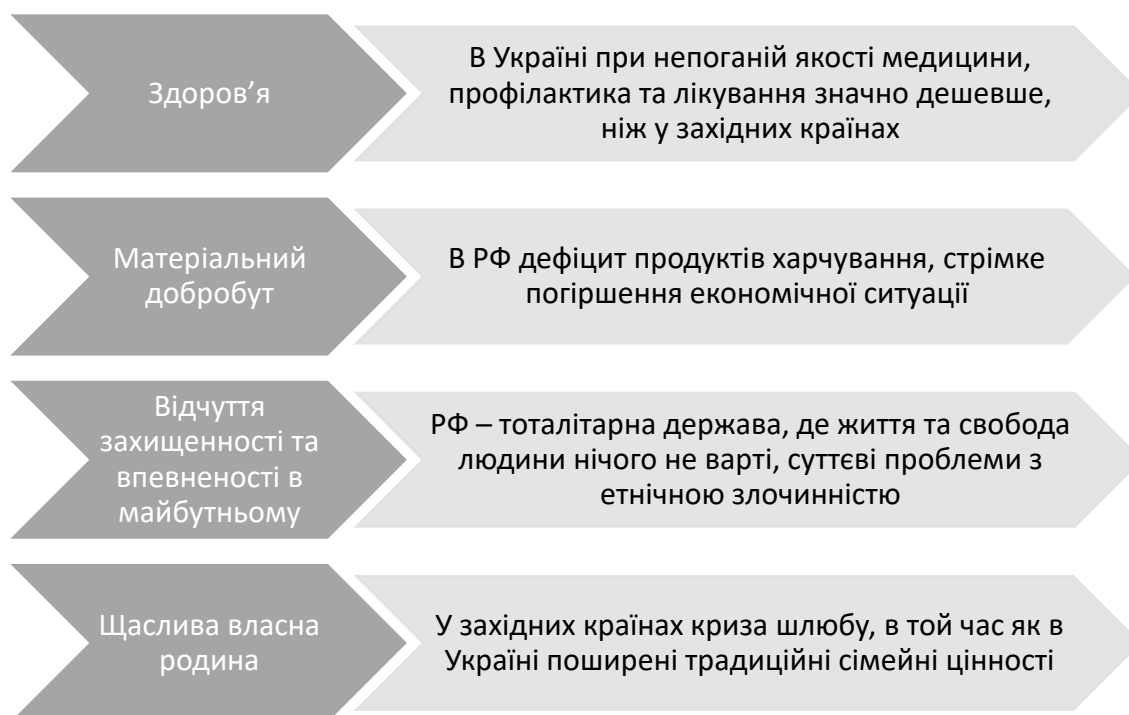 Здоров’я
В Україні при непоганій якості медицини,
профілактика та лікування значно дешевше,
ніж у західних країнах
Матеріальний
добробут
В РФ дефіцит продуктів харчування, стрімке
погіршення економічної ситуації
Відчуття
захищенності та
впевненості в
майбутньому
РФ – тоталітарна держава, де життя та свобода
людини нічого не варті, суттєві проблеми з
етнічною злочинністю
Щаслива власна
родина
У західних країнах криза шлюбу, в той час як в
Україні поширені традиційні сімейні цінності